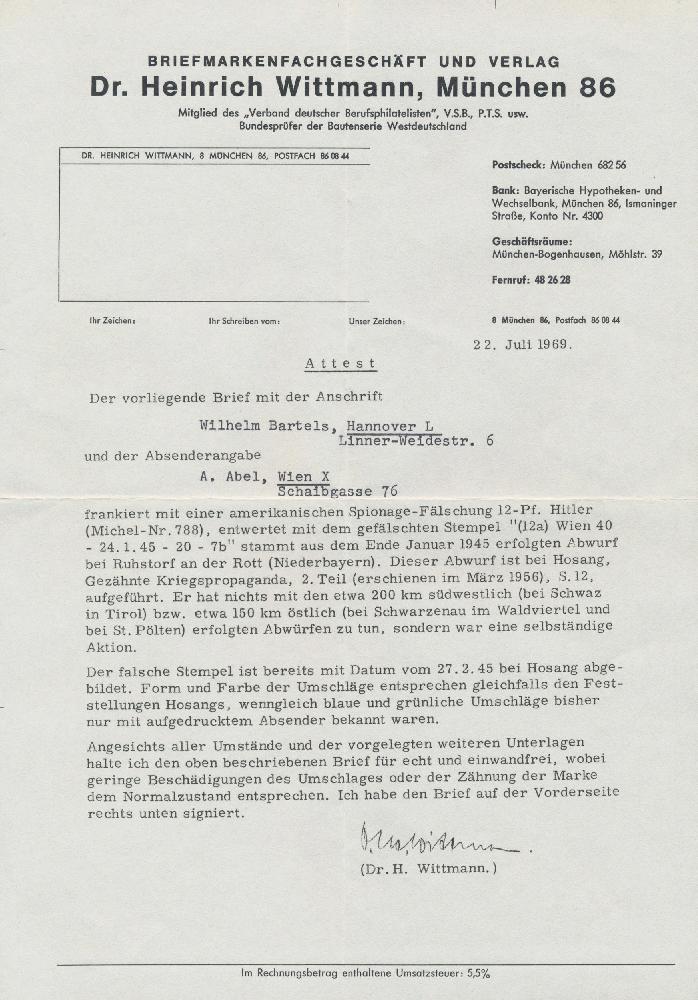 BRIEFMARKENFACHGESCHÄFT UND VERLAG
Dr. Heinrich Wittmann, München 86
Mitglied des „Verband deutscher Berufsphilatelisten", V.S.B., P.T.S. usw.
Bundesprüfer der Bautenserie Westdeutschland
DR. HEINRICH WITTMANN, 8 MÜNCHEN 86, POSTFACH 86 08 44
Postscheck: München 682 56
Bank: Bayerische Hypotheken- und
Wechselbank, München 86, Ismaninger
Straße, Konto Nr. 4300
Geschäftsräume:
München-Bogenhausen, Möhlstr. 39
Fernruf: 48 26 28
Ihr Zeichen: Ihr Schreiben vom: Unser Zeichen: 8 München 86, Postfach 86 08 44
22. Juli 1969.
Attest
Der vorliegende Brief mit der Anschrift
Wilhelm Bartels, Hannover L
Linner-Weidestr. 6
und der Absenderangabe
A. Abel, Wien X
Schaibgasse 76
frankiert mit einer amerikanischen Spionage-Fälschung 12-Pf. Hitler
(Michel-Nr. 788), entwertet mit dem gefälschten Stempel "(12a) Wien 40
- 24.1.45 - 20 - 7b" stammt aus dem Ende Januar 1945 erfolgten Abwurf
bei Ruhstorf an der Rott (Niederbayern). Dieser Abwurf ist bei Hosang,
Gezähnte Kriegspropaganda, 2. Teil (erschienen im März 1956), S. 12,
aufgeführt. Er hat nichts mit den etwa 200 km südwestlich (bei Schwaz
in Tirol) bzw. etwa 150 km östlich (bei Schwarzenau im Waldviertel und
bei St. Pölten) erfolgten Abwürfen zu tun, sondern war eine selbständige
Aktion.
Der falsche Stempel ist bereits mit Datum vom 27.2.45 bei Hosang abge-
bildet. Form und Farbe der Umschläge entsprechen gleichfalls den Fest-
stellungen Hosangs, wenngleich blaue und grünliche Umschläge bisher
nur mit aufgedrucktem Absender bekannt waren.
Angesichts aller Umstände und der vorgelegten weiteren Unterlagen
halte ich den oben beschriebenen Brief für echt und einwandfrei, wobei
geringe Beschädigungen des Umschlages oder der Zähnung der Marke
dem Normalzustand entsprechen. Ich habe den Brief auf der Vorderseite
rechts unten signiert.
(Dr. H. Wittmann.)
Im Rechnungsbetrag enthaltene Umsatzsteuer: 5,5%